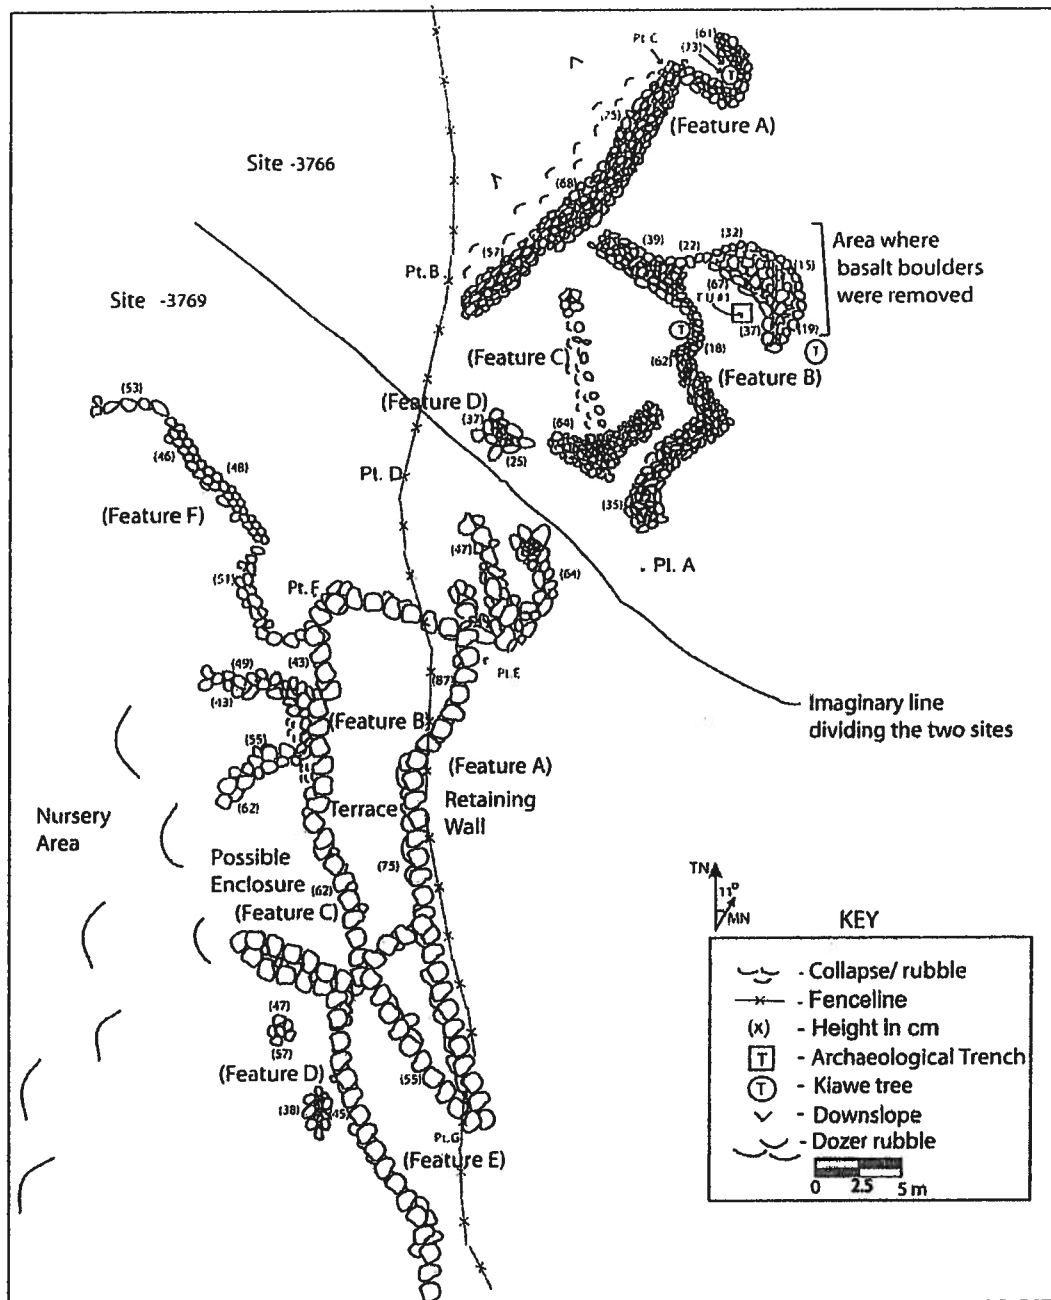 (61)
Pt C
(73)
T
(75)
(Feature A)
Site -3766
(68)
(57)
(39)
(22)
(32)
(15)
Area where
basalt boulders
were removed
Pt.B
Site -3769
(67)
T U #1
T
(37)
(19)
T
(18)
T
(62)
(Feature C)
(Feature B)
(53)
(Feature D)
(37)
(64)
(25)
(46)
(48)
Pt. D
(35)
(Feature F)
(47)
(64)
Pl. A
(51)
Pt. F
(49)
(43)
(43)
(87)
Pt.E
Imaginary line
dividing the two sites
(Feature B)
(55)
(Feature A)
(62)
Terrace
Retaining
Wall
Nursery
Area
Possible
Enclosure
(62)
(75)
(Feature C)
TN
11°
MN
KEY
- Collapse/ rubble
- Fenceline
(x) - Height in cm
T - Archaeological Trench
T - Kiawe tree
- Downslope
- Dozer rubble
0 2.5 5 m
(47)
(57)
(Feature D)
(55)
(38)
(45)
Pt.G
(Feature E)